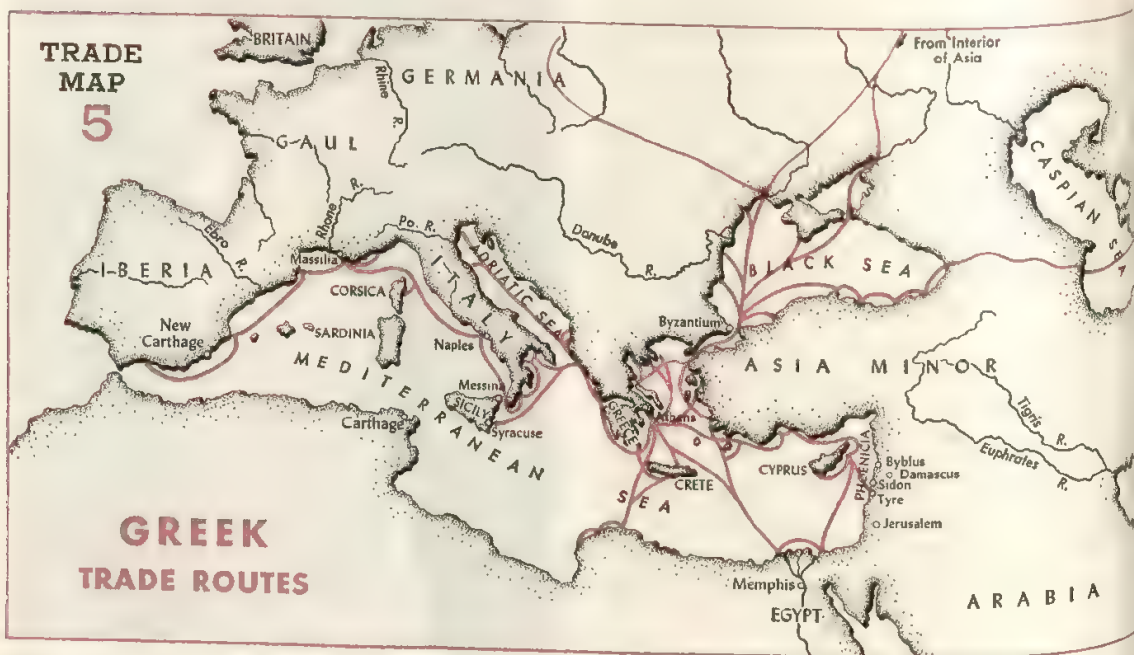 TRADE
MAP
5
BRITAIN
Rhine
R.
GERMANIA
From Interior
of Asia
GAUL
CASPIAN
SEA
Rhone
R.
Po. R.
Danube
R.
Ebro
R.
IBERIA
Massilia
ITALY
ADRIATIC SEA
BLACK SEA
CORSICA
New
Carthage
SARDINIA
Naples
Byzantium
MEDITERRANEAN
SEA
ASIA MINOR
Messina
SICILY
Syracuse
Carthage
GREECE
Athens
Tigris
R.
Euphrates
R.
CRETE
CYPRUS
PHOENICIA
Byblus
Damascus
Sidon
Tyre
Jerusalem
GREEK
TRADE ROUTES
Memphis
EGYPT
ARABIA